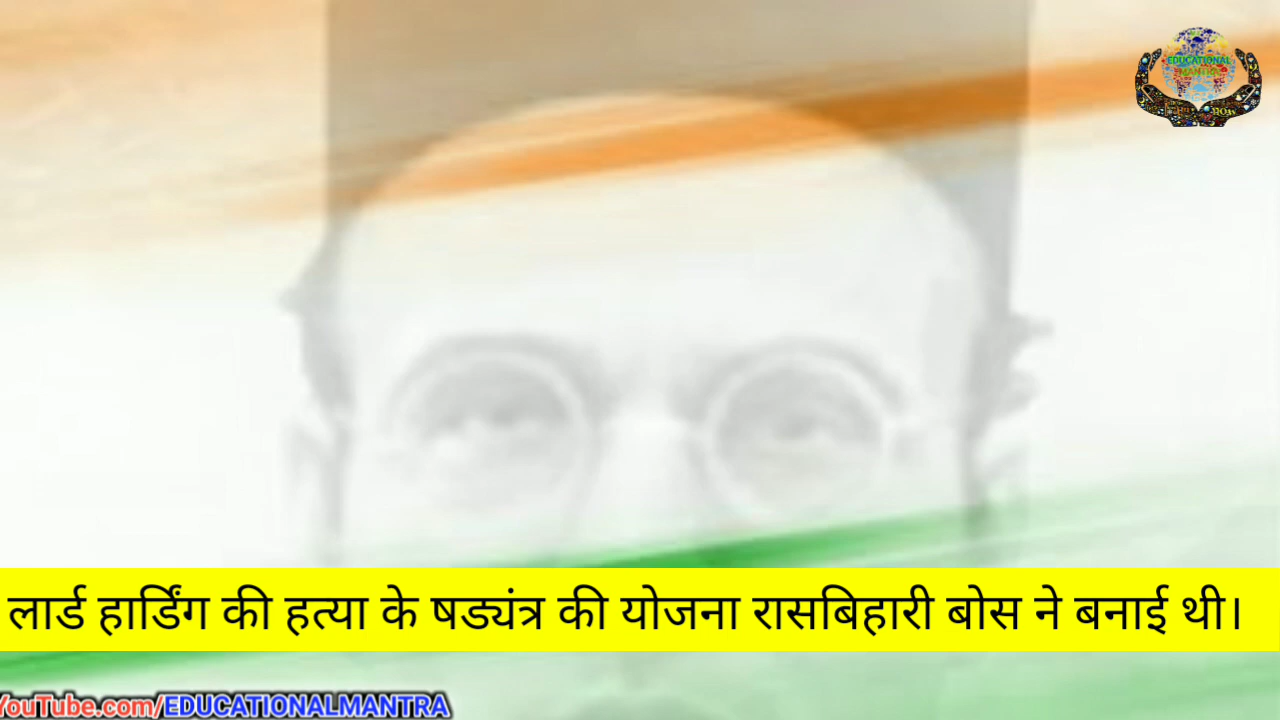 EDUCATIONAL
MANTRA
लार्ड हार्डिंग की हत्या के षड्यंत्र की योजना रासबिहारी बोस ने बनाई थी।
YouTube.com/EDUCATIONALMANTRA